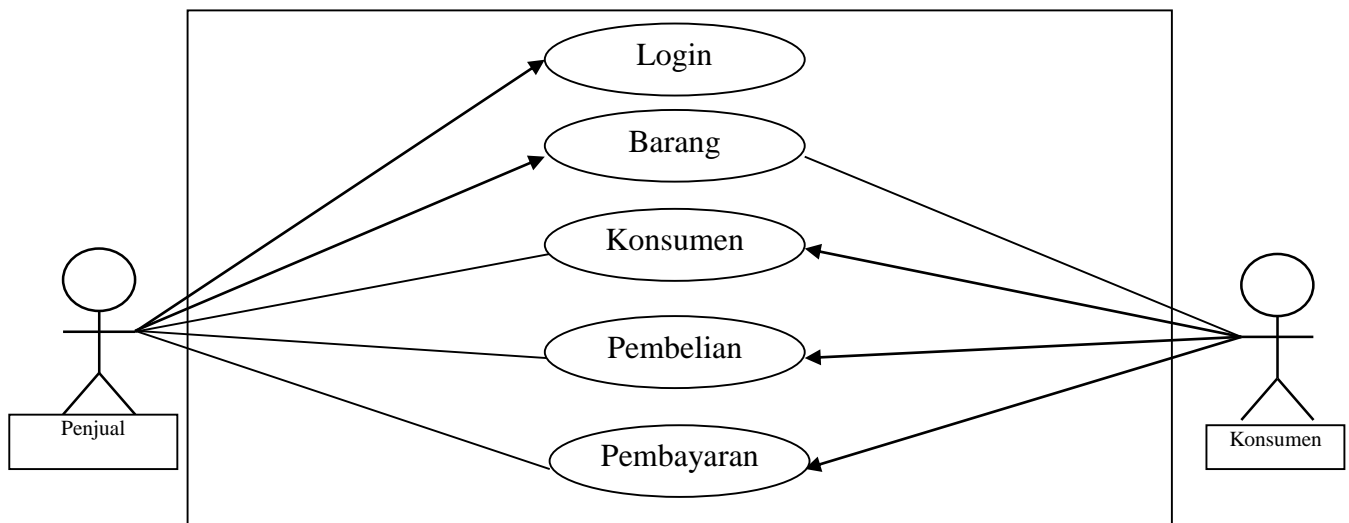 Login
Barang
Konsumen
Pembelian
Pembayaran
Penjual
Konsumen